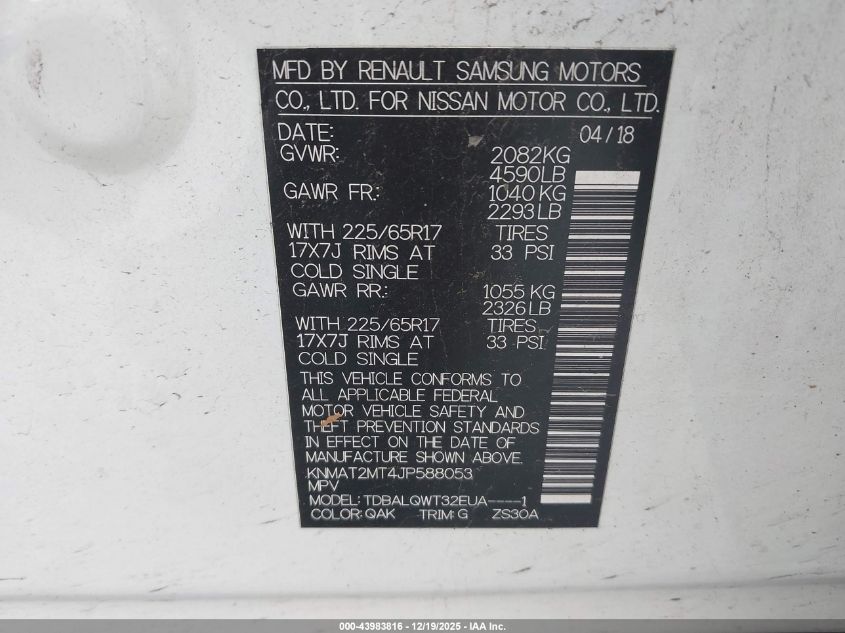 MFD BY RENAULT SAMSUNG MOTORS
CO., LTD. FOR NISSAN MOTOR CO., LTD.
DATE: 04/18
GVWR: 2082KG
4590LB
GAWR FR.: 1040 KG
2293LB
WITH 225/65R17 TIRES
17X7J RIMS AT 33 PSI
COLD SINGLE
GAWR RR.: 1055 KG
2326LB
WITH 225/65R17 TIRES
17X7J RIMS AT 33 PSI
COLD SINGLE
THIS VEHICLE CONFORMS TO
ALL APPLICABLE FEDERAL
MOTOR VEHICLE SAFETY AND
THEFT PREVENTION STANDARDS
IN EFFECT ON THE DATE OF
MANUFACTURE SHOWN ABOVE.
KNMAT2MT4JP588053
MPV
MODEL: TDBALQWT32EUA----1
COLOR: QAK TRIM: G ZS30A
000-43983816 - 12/19/2025 - IAA Inc.